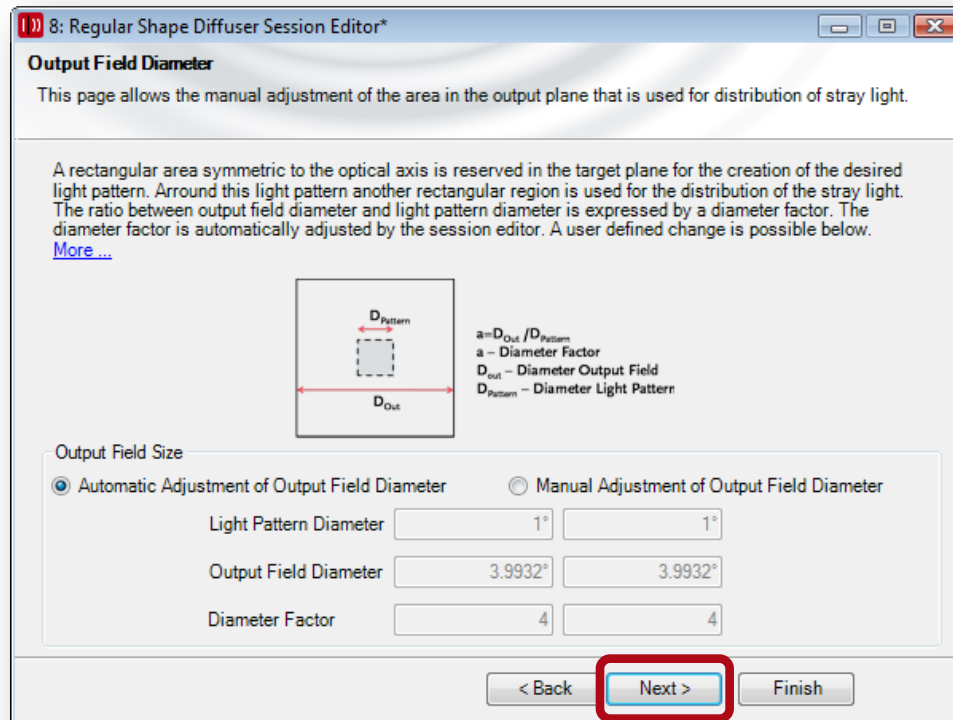 8: Regular Shape Diffuser Session Editor*
Output Field Diameter
This page allows the manual adjustment of the area in the output plane that is used for distribution of stray light.
A rectangular area symmetric to the optical axis is reserved in the target plane for the creation of the desired
light pattern. Arround this light pattern another rectangular region is used for the distribution of the stray light.
The ratio between output field diameter and light pattern diameter is expressed by a diameter factor. The
diameter factor is automatically adjusted by the session editor. A user defined change is possible below.
More ...
D Pattern
D Out
a=D Out /D Pattern
a – Diameter Factor
D out – Diameter Output Field
D Pattern – Diameter Light Pattern
Output Field Size
Automatic Adjustment of Output Field Diameter Manual Adjustment of Output Field Diameter
Light Pattern Diameter 1° 1°
Output Field Diameter 3.9932° 3.9932°
Diameter Factor 4 4
< Back Next > Finish